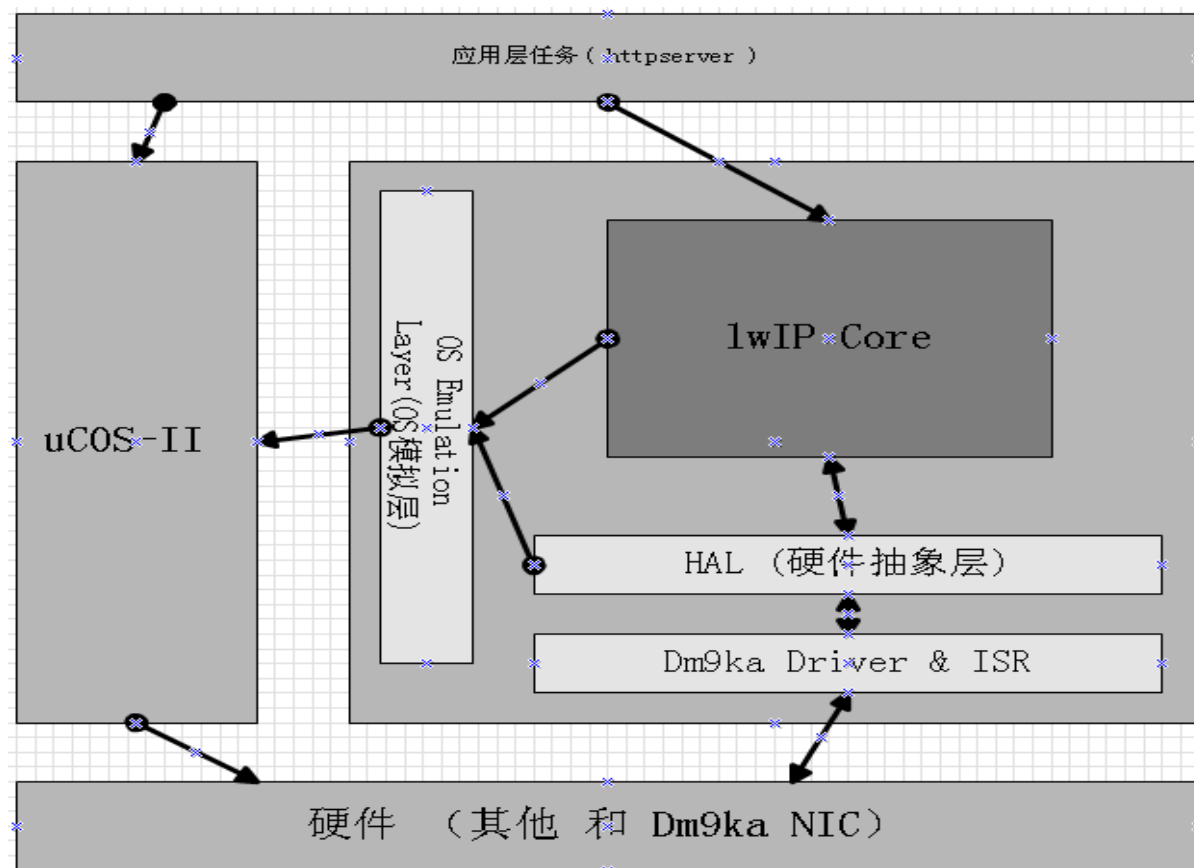 应用层任务( httpserver )
uCOS-II
OS Emulation
Layer(OS模拟层)
lwIP Core
HAL (硬件抽象层)
Dm9ka Driver & ISR
硬件 (其他 和 Dm9ka NIC)